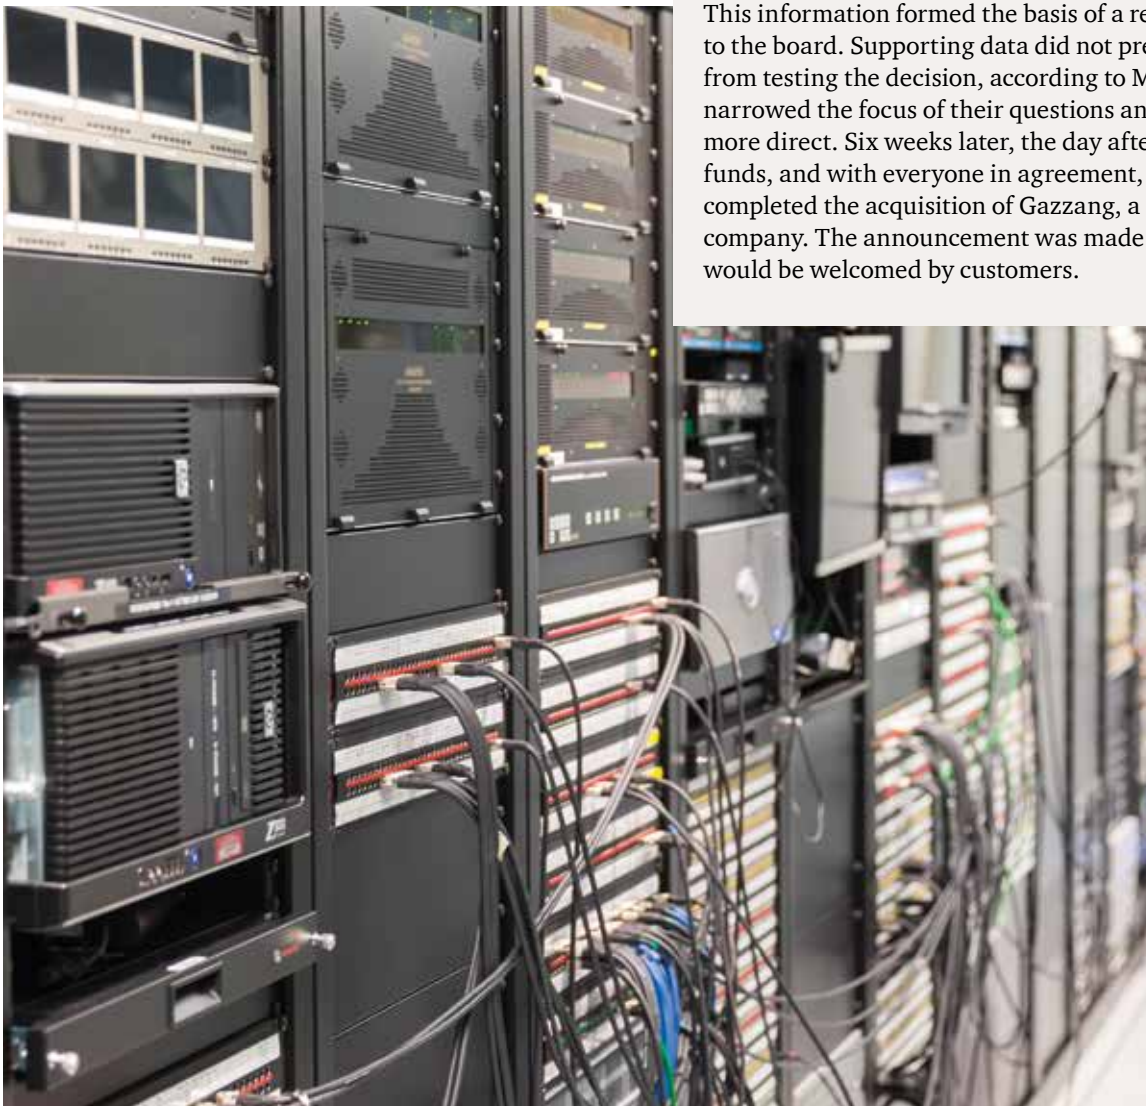 This information formed the basis of a re
to the board. Supporting data did not pre
from testing the decision, according to M
narrowed the focus of their questions an
more direct. Six weeks later, the day afte
funds, and with everyone in agreement,
completed the acquisition of Gazzang, a
company. The announcement was made
would be welcomed by customers.